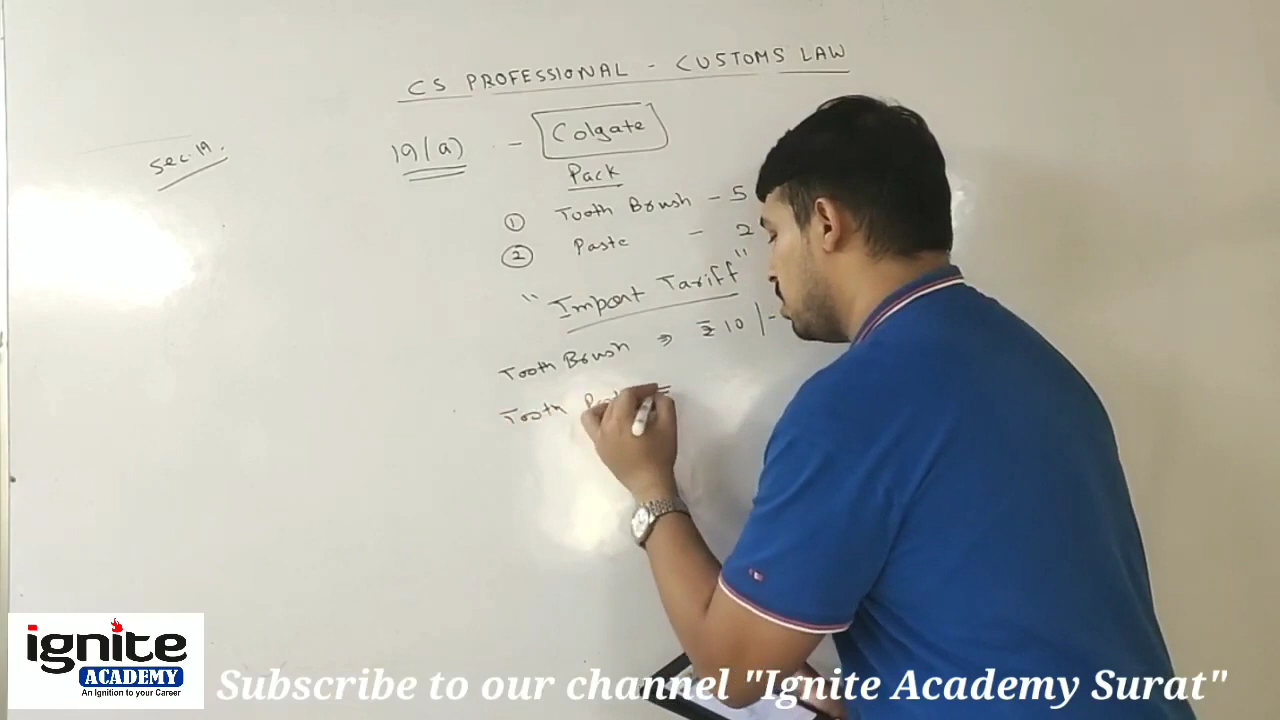 CS PROFESSIONAL - CUSTOMS LAW
Sec. 19.
19(a) - Colgate
Pack
① Tooth Brush - 5
② Paste - 2
"Import Tariff"
Tooth Brush ⇒ ₹ 10/-
Tooth
ignite
ACADEMY
An Ignition to your Career
Subscribe to our channel "Ignite Academy Surat"